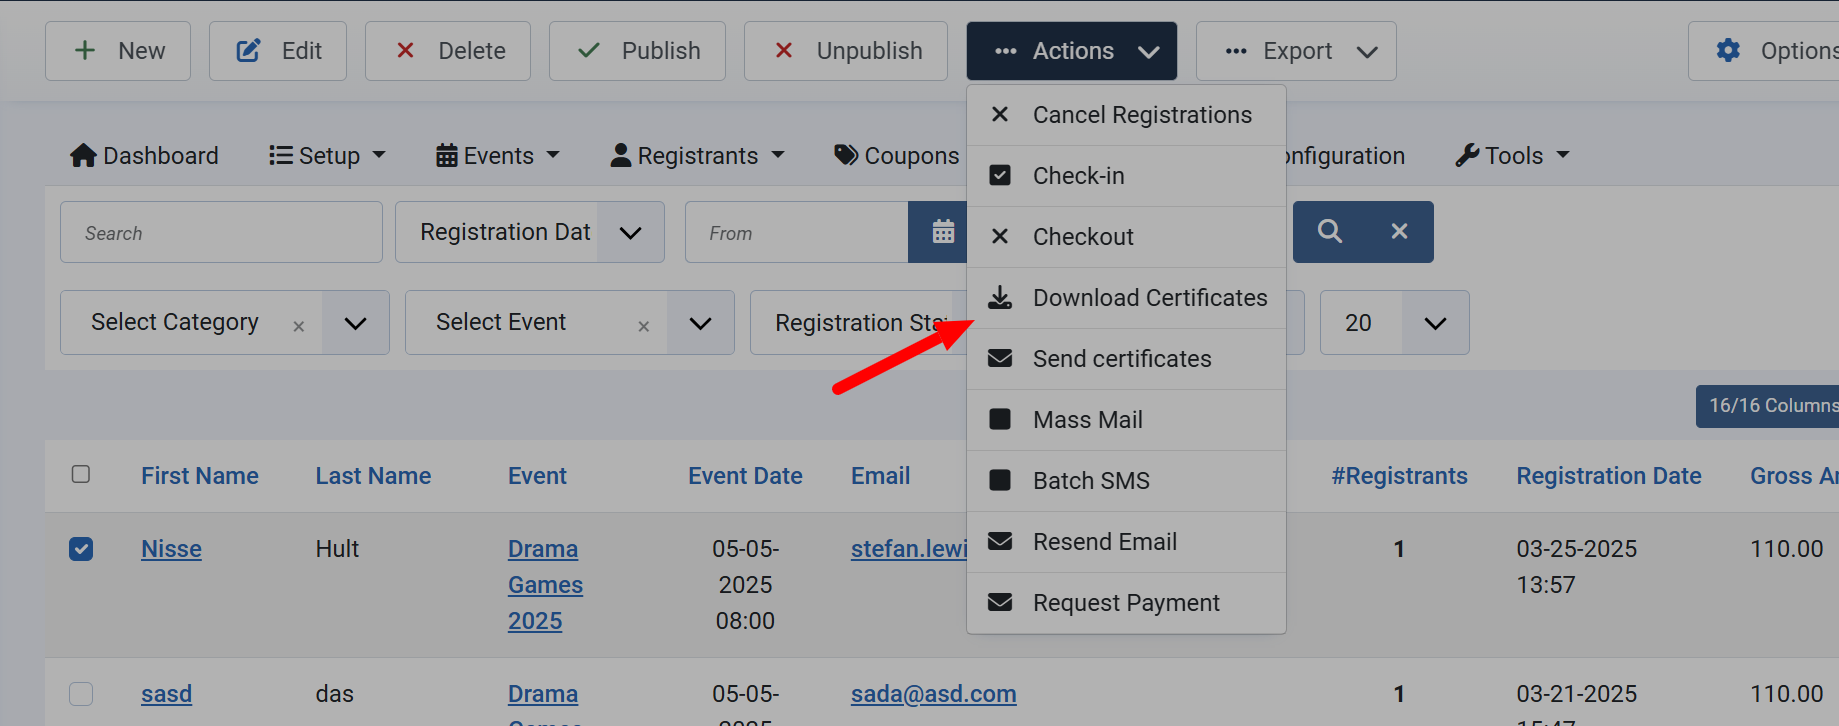 New Edit Delete Publish Unpublish Actions Export Options
Cancel Registrations
Dashboard Setup Events Registrants Coupons onfiguration Tools
Check-in
Search Registration Dat From
Checkout
Download Certificates
Select Category × Select Event × Registration Sta 20
Send certificates
16/16 Columns
Mass Mail
First Name Last Name Event Event Date Email #Registrants Registration Date Gross A
Batch SMS
Resend Email
Request Payment
Nisse Hult Drama 05-05- stefan.lewi 1 03-25-2025 110.00
Games 2025 13:57
2025 08:00
sasd das Drama 05-05- sada@asd.com 1 03-21-2025 110.00